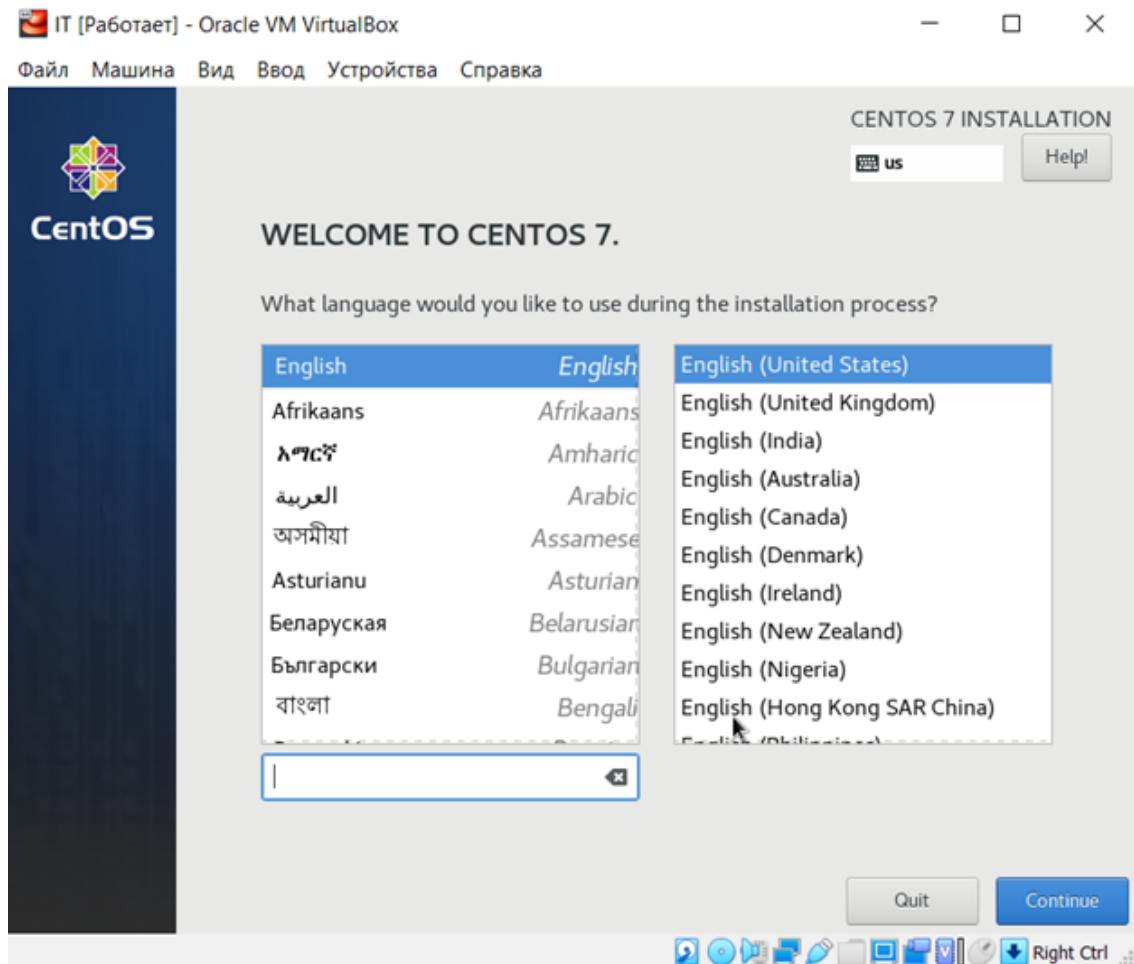 IT [Работает] - Oracle VM VirtualBox
Файл Машина Вид Ввод Устройства Справка
CentOS
CENTOS 7 INSTALLATION
us
Help!
WELCOME TO CENTOS 7.
What language would you like to use during the installation process?
English English
Afrikaans Afrikaans
አማርኛ Amharic
العربية Arabic
অসমীয়া Assamese
Asturianu Asturian
Беларуская Belarusian
Български Bulgarian
বাংলা Bengali
English (United States)
English (United Kingdom)
English (India)
English (Australia)
English (Canada)
English (Denmark)
English (Ireland)
English (New Zealand)
English (Nigeria)
English (Hong Kong SAR China)
English (Philippines)
Quit
Continue
Right Ctrl